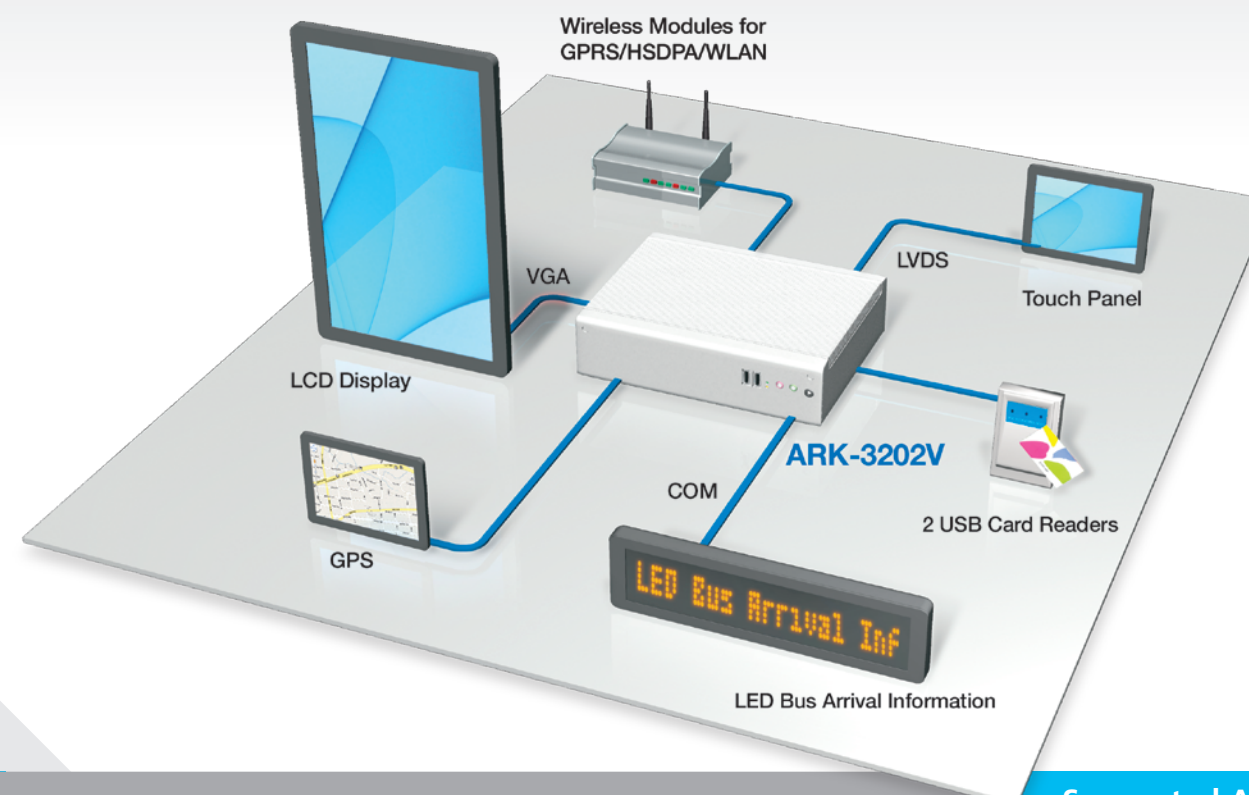 Wireless Modules for
GPRS/HSDPA/WLAN
VGA
LVDS
Touch Panel
LCD Display
ARK-3202V
COM
2 USB Card Readers
GPS
LED Bus Arrival Inf
LED Bus Arrival Information